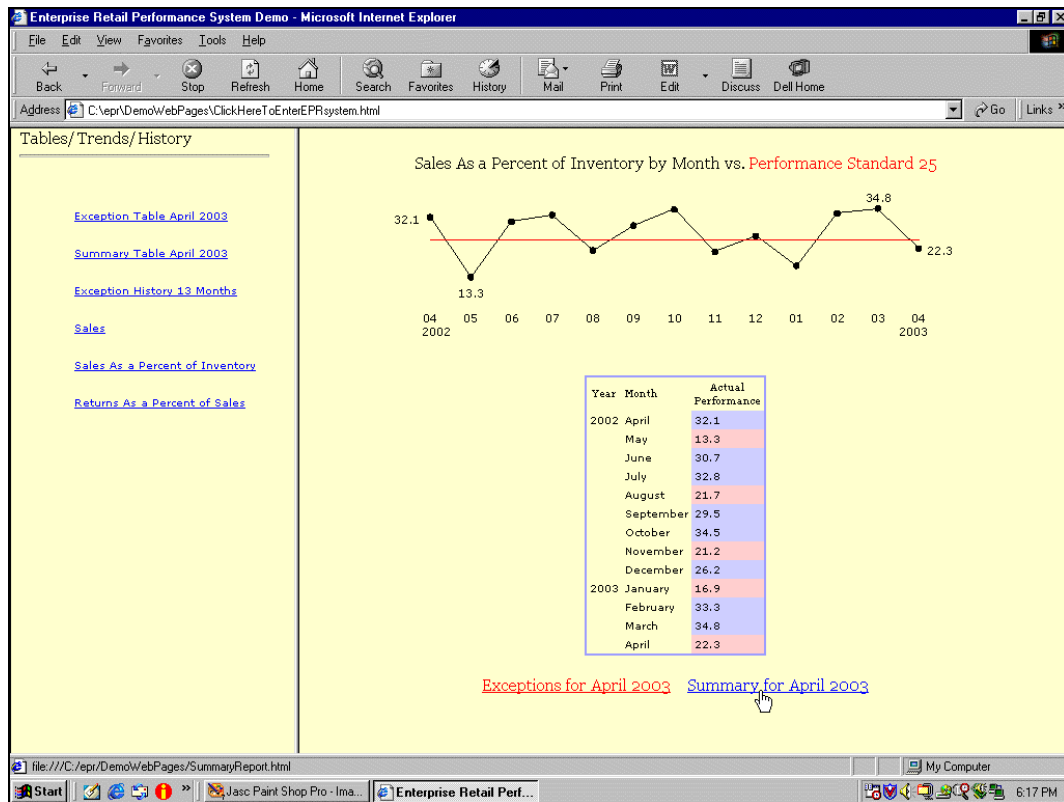 Enterprise Retail Performance System Demo - Microsoft Internet Explorer
File Edit View Favorites Tools Help
Back Forward Stop Refresh Home Search Favorites History Mail Print Edit Discuss Dell Home
Address C:\epr\DemoWebPages\ClickHereToEnterEPRsystem.html Go Links »
Tables/Trends/History
Exception Table April 2003
Summary Table April 2003
Exception History 13 Months
Sales
Sales As a Percent of Inventory
Returns As a Percent of Sales
Sales As a Percent of Inventory by Month vs. Performance Standard 25
34.8
32.1
22.3
13.3
04 05 06 07 08 09 10 11 12 01 02 03 04
2002 2003
Year Month Actual Performance
2002 April 32.1
May 13.3
June 30.7
July 32.8
August 21.7
September 29.5
October 34.5
November 21.2
December 26.2
2003 January 16.9
February 33.3
March 34.8
April 22.3
Exceptions for April 2003 Summary for April 2003
file:///C:/epr/DemoWebPages/SummaryReport.html My Computer
Start » Jasc Paint Shop Pro - Ima... Enterprise Retail Perf... 6:17 PM